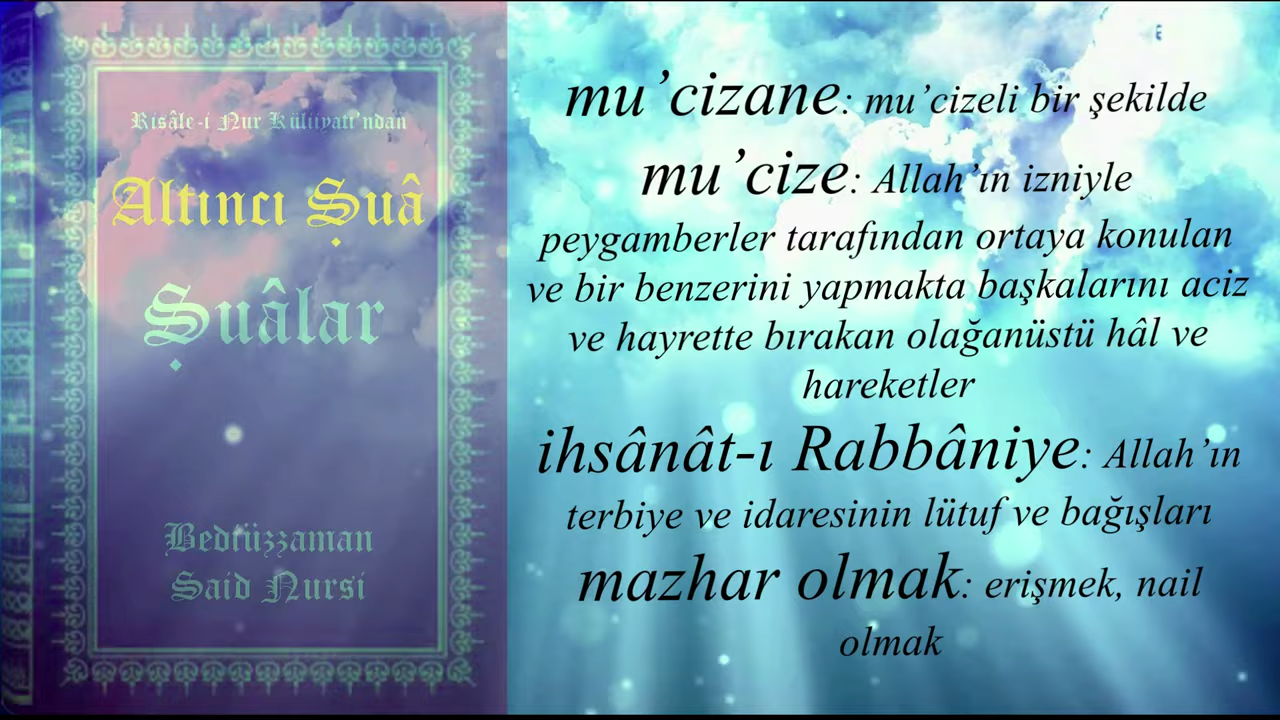 Risâle-i Nur Külliyatı'ndan
Altıncı Şuâ
Şuâlar
Bediüzzaman
Said Nursi
mu’cizane: mu’cizeli bir şekilde
mu’cize: Allah’ın izniyle
peygamberler tarafından ortaya konulan
ve bir benzerini yapmakta başkalarını aciz
ve hayrette bırakan olağanüstü hâl ve
hareketler
ihsânât-ı Rabbâniye: Allah’ın
terbiye ve idaresinin lütuf ve bağışları
mazhar olmak: erişmek, nail
olmak